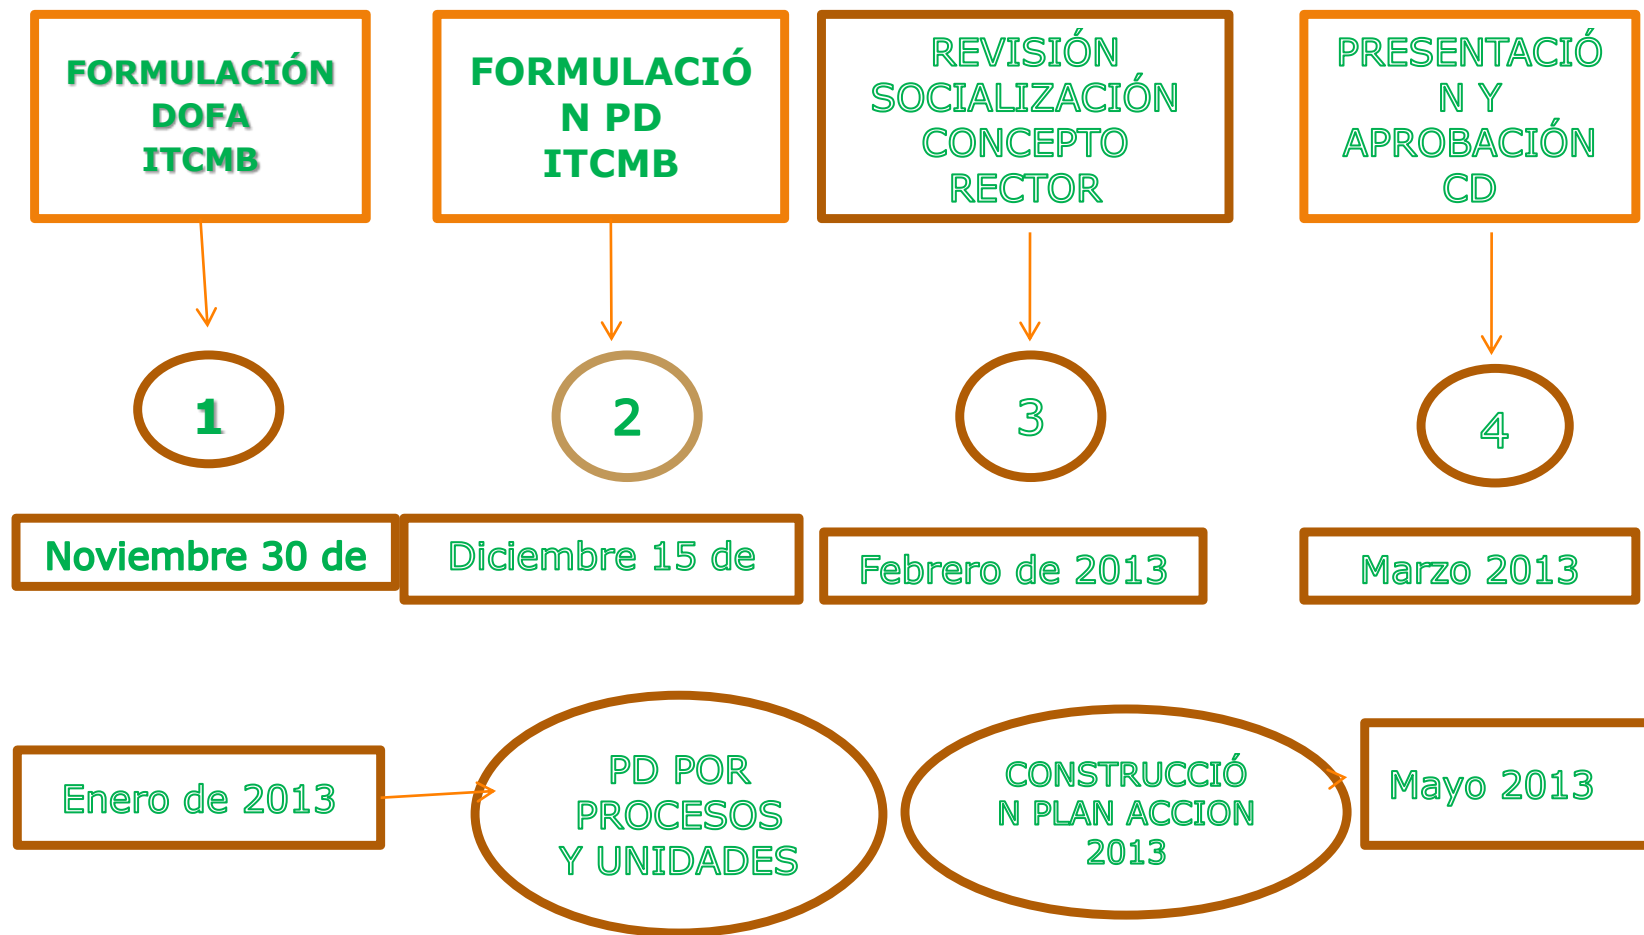 FORMULACIÓN
DOFA
ITCMB
FORMULACIÓ
N PD
ITCMB
REVISIÓN
SOCIALIZACIÓN
CONCEPTO
RECTOR
PRESENTACIÓ
N Y
APROBACIÓN
CD
1
2
3
4
Noviembre 30 de
Diciembre 15 de
Febrero de 2013
Marzo 2013
Enero de 2013
PD POR
PROCESOS
Y UNIDADES
CONSTRUCCIÓ
N PLAN ACCION
2013
Mayo 2013